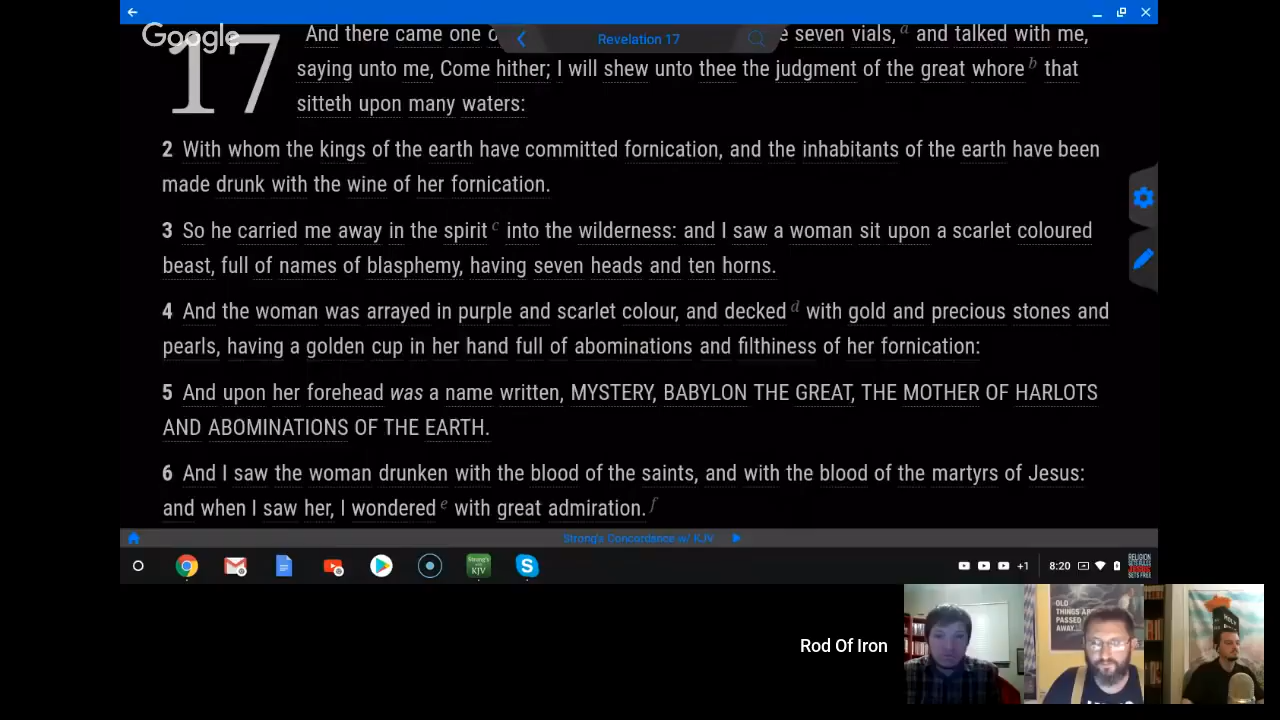 Google
Revelation 17
17 And there came one o e seven vials, a and talked with me,
saying unto me, Come hither; I will shew unto thee the judgment of the great whore b that
sitteth upon many waters:
2 With whom the kings of the earth have committed fornication, and the inhabitants of the earth have been
made drunk with the wine of her fornication.
3 So he carried me away in the spirit c into the wilderness: and I saw a woman sit upon a scarlet coloured
beast, full of names of blasphemy, having seven heads and ten horns.
4 And the woman was arrayed in purple and scarlet colour, and decked d with gold and precious stones and
pearls, having a golden cup in her hand full of abominations and filthiness of her fornication:
5 And upon her forehead was a name written, MYSTERY, BABYLON THE GREAT, THE MOTHER OF HARLOTS
AND ABOMINATIONS OF THE EARTH.
6 And I saw the woman drunken with the blood of the saints, and with the blood of the martyrs of Jesus:
and when I saw her, I wondered e with great admiration. f
Strong's Concordance w/ KJV
+1 8:20
Rod Of Iron
OLD
THINGS AR
PASSED
AWAY...